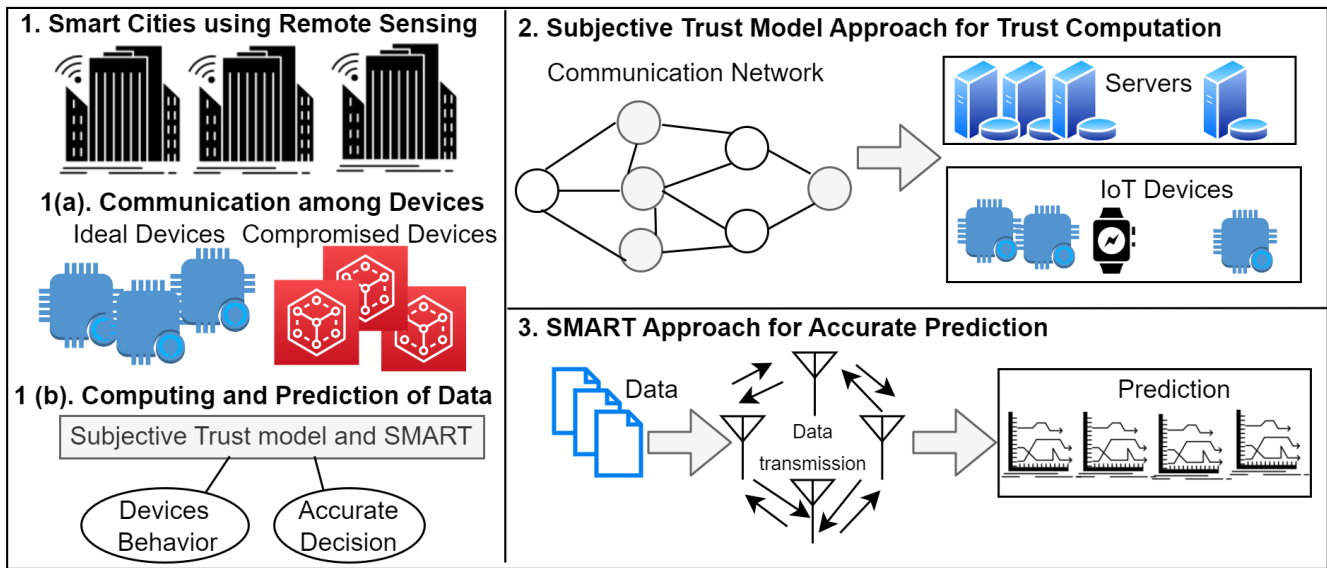 1. Smart Cities using Remote Sensing
1(a). Communication among Devices
Ideal Devices
Compromised Devices
1 (b). Computing and Prediction of Data
Subjective Trust model and SMART
Devices
Behavior
Accurate
Decision
2. Subjective Trust Model Approach for Trust Computation
Communication Network
Servers
IoT Devices
3. SMART Approach for Accurate Prediction
Data
Data
transmission
Prediction